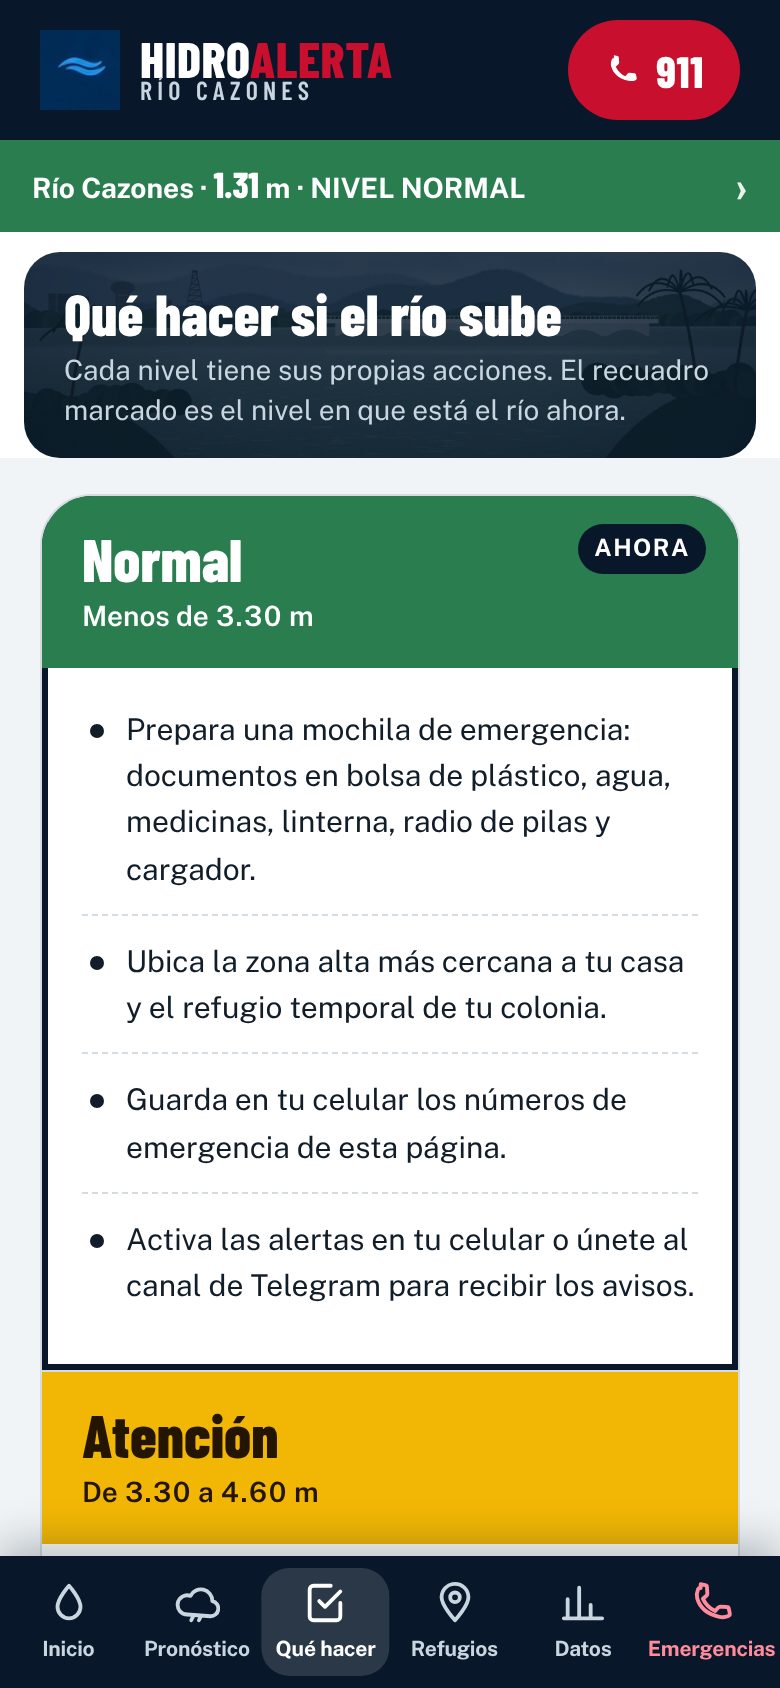 HIDROALERTA
RÍO CAZONES
911
Río Cazones · 1.31 m · NIVEL NORMAL ›
Qué hacer si el río sube
Cada nivel tiene sus propias acciones. El recuadro
marcado es el nivel en que está el río ahora.
Normal
AHORA
Menos de 3.30 m
● Prepara una mochila de emergencia:
documentos en bolsa de plástico, agua,
medicinas, linterna, radio de pilas y
cargador.
● Ubica la zona alta más cercana a tu casa
y el refugio temporal de tu colonia.
● Guarda en tu celular los números de
emergencia de esta página.
● Activa las alertas en tu celular o únete al
canal de Telegram para recibir los avisos.
Atención
De 3.30 a 4.60 m
Inicio Pronóstico Qué hacer Refugios Datos Emergencias